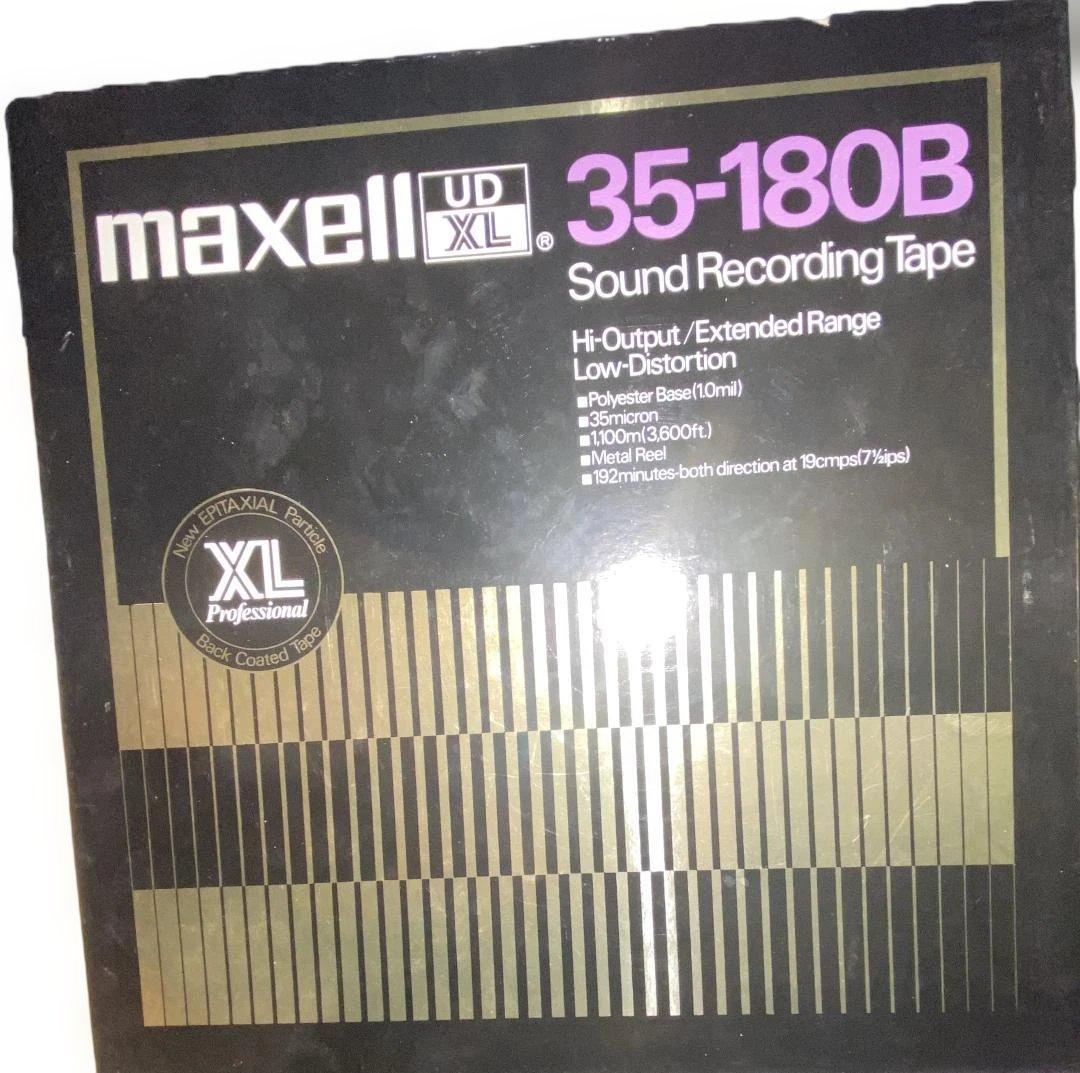 maxell UD XL ®
35-180B
Sound Recording Tape
Hi-Output/Extended Range
Low-Distortion
■Polyester Base(1.0mil)
■35micron
■1,100m(3,600ft.)
■Metal Reel
■192minutes-both direction at 19cmps(7½ips)
New EPITAXIAL Particle
XL
Professional
Back Coated Tape